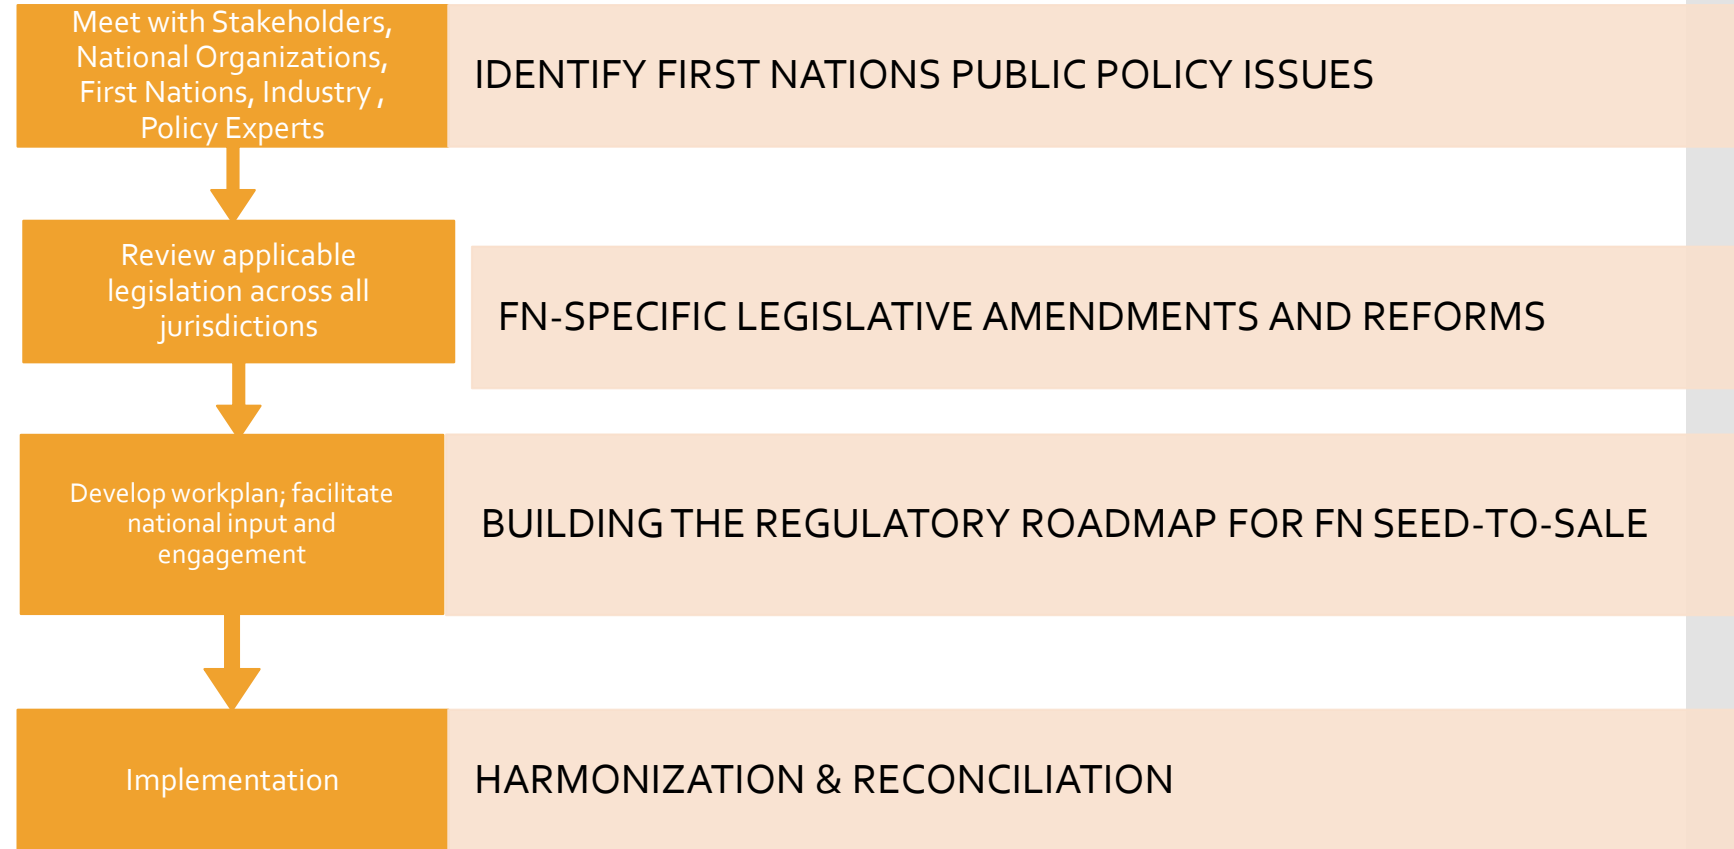 Meet with Stakeholders,
National Organizations,
First Nations, Industry ,
Policy Experts
IDENTIFY FIRST NATIONS PUBLIC POLICY ISSUES
Review applicable
legislation across all
jurisdictions
FN-SPECIFIC LEGISLATIVE AMENDMENTS AND REFORMS
Develop workplan; facilitate
national input and
engagement
BUILDING THE REGULATORY ROADMAP FOR FN SEED-TO-SALE
Implementation
HARMONIZATION & RECONCILIATION